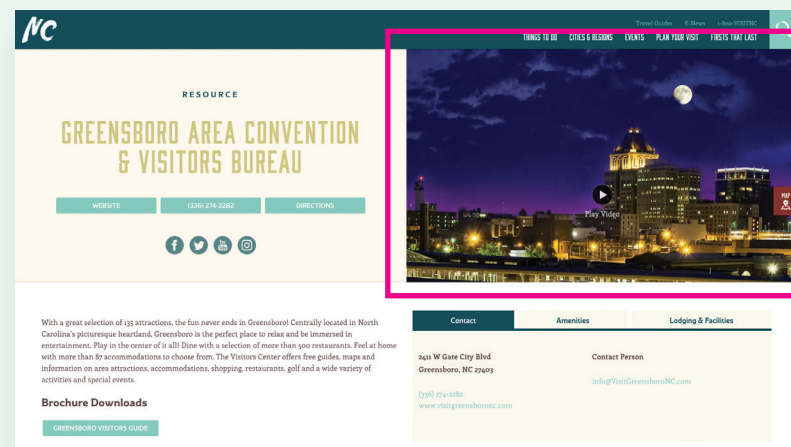 NC
Travel Guides E-News 1-800-VISITNC
THINGS TO DO CITIES & REGIONS EVENTS PLAN YOUR VISIT FIRSTS THAT LAST
RESOURCE
GREENSBORO AREA CONVENTION
& VISITORS BUREAU
WEBSITE (336) 274-2282 DIRECTIONS
Play Video
MAP
With a great selection of 135 attractions, the fun never ends in Greensboro! Centrally located in North
Carolina's picturesque heartland, Greensboro is the perfect place to relax and be immersed in
entertainment. Play in the center of it all! Dine with a selection of more than 500 restaurants. Feel at home
with more than 87 accommodations to choose from. The Visitors Center offers free guides, maps and
information on area attractions, accommodations, shopping, restaurants, golf and a wide variety of
activities and special events.
Brochure Downloads
GREENSBORO VISITORS GUIDE
Contact Amenities Lodging & Facilities
2411 W Gate City Blvd
Greensboro, NC 27403
(336) 274-2282
www.visitgreensboronc.com
Contact Person
info@VisitGreensboroNC.com